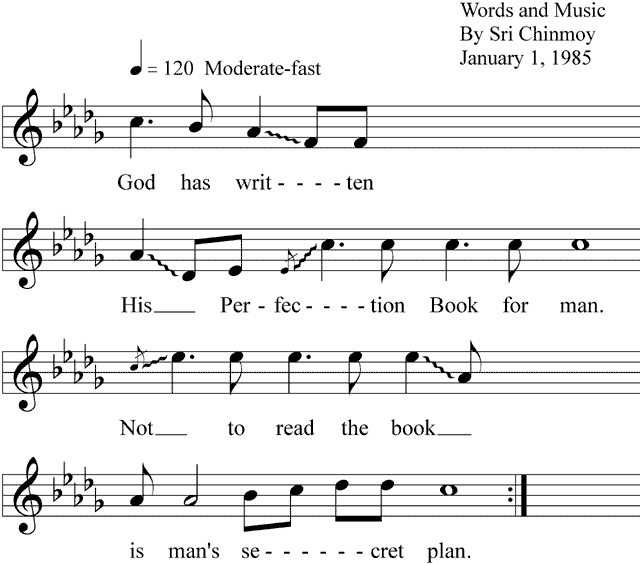 Words and Music
By Sri Chinmoy
January 1, 1985
♩ = 120 Moderate-fast
God has writ - - - - ten
His___ Per - fec - - - - tion Book for man.
Not___ to read the book___
is man's se - - - - - - cret plan.